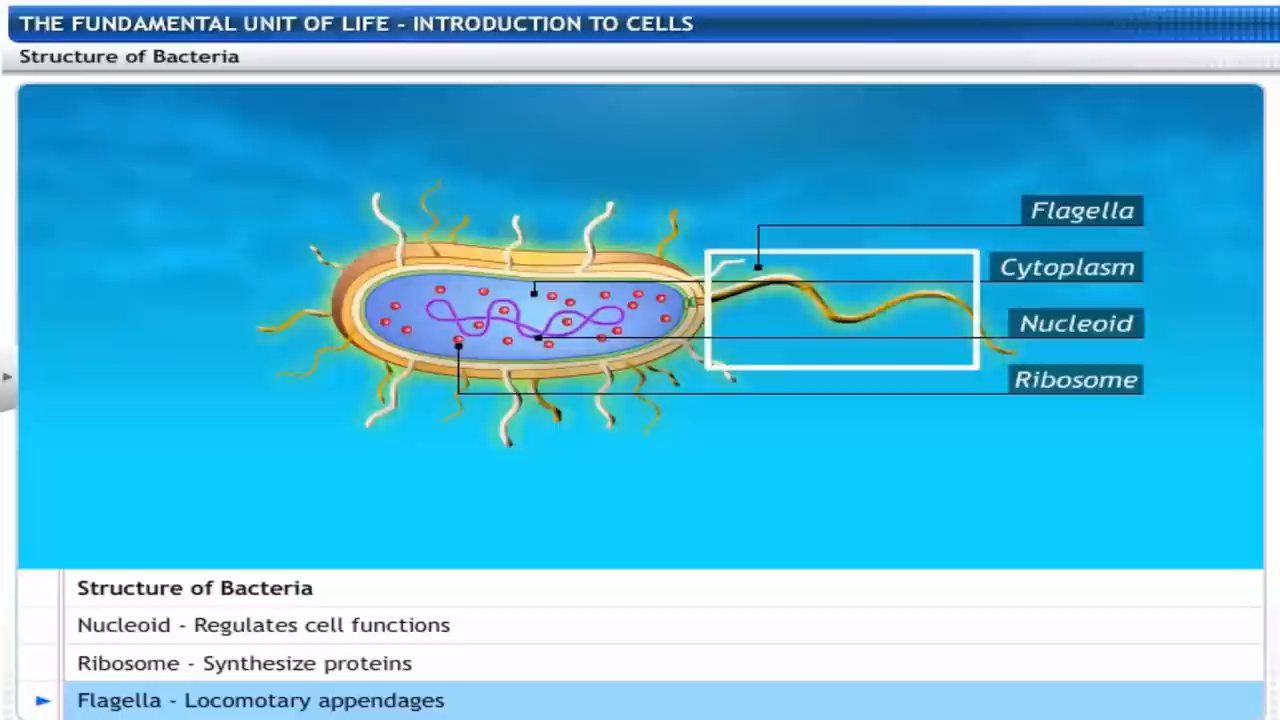 THE FUNDAMENTAL UNIT OF LIFE - INTRODUCTION TO CELLS
Structure of Bacteria
Flagella
Cytoplasm
Nucleoid
Ribosome
Structure of Bacteria
Nucleoid - Regulates cell functions
Ribosome - Synthesize proteins
Flagella - Locomotary appendages